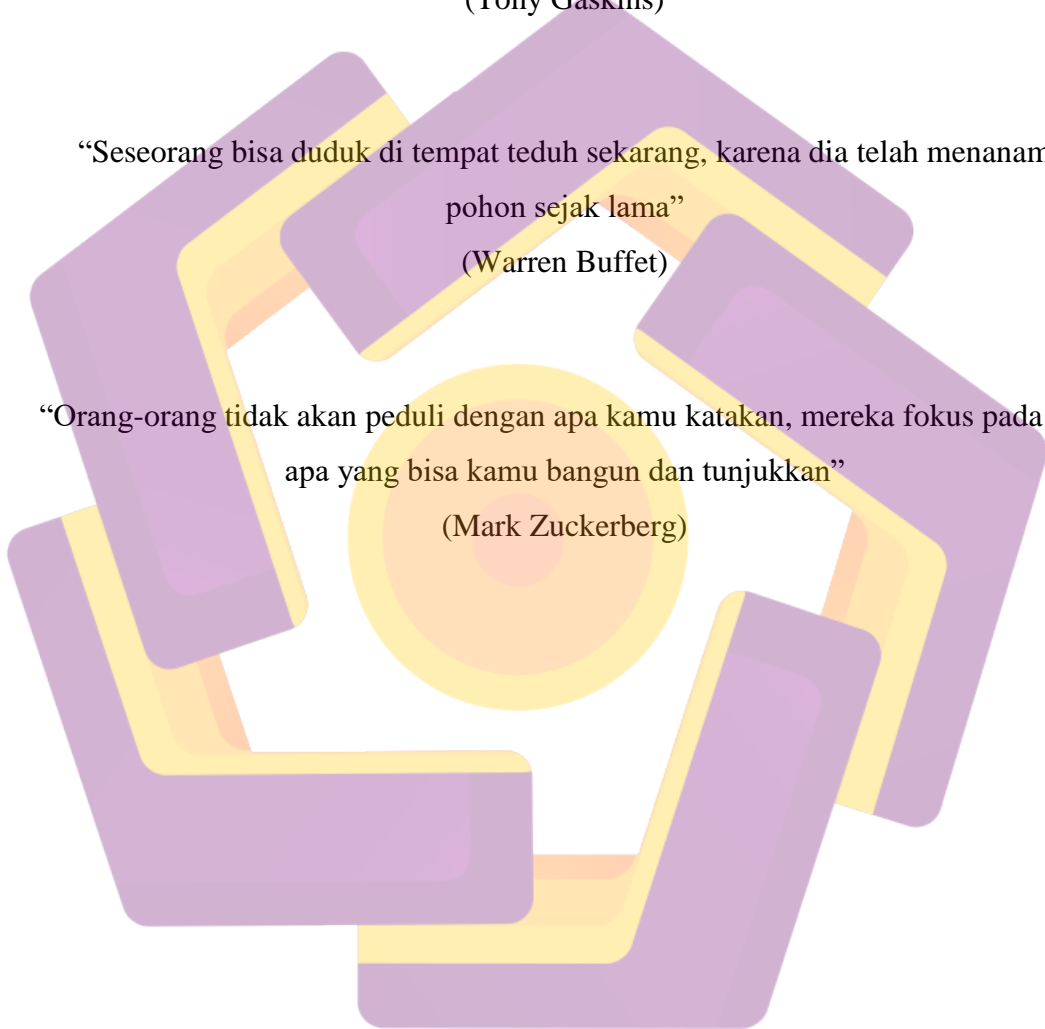 (Tony Gaskins)
“Seseorang bisa duduk di tempat teduh sekarang, karena dia telah menanam
pohon sejak lama”
(Warren Buffet)
“Orang-orang tidak akan peduli dengan apa kamu katakan, mereka fokus pada
apa yang bisa kamu bangun dan tunjukkan”
(Mark Zuckerberg)